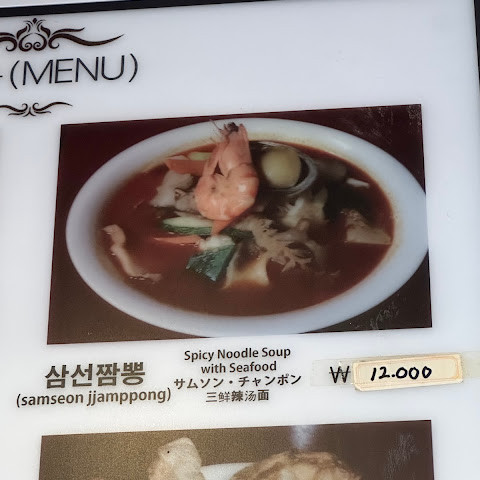 (MENU)
삼선짬뽕
(samseon jjamppong)
Spicy Noodle Soup
with Seafood
サムソン・チャンポン
三鲜辣汤面
₩ 12.000